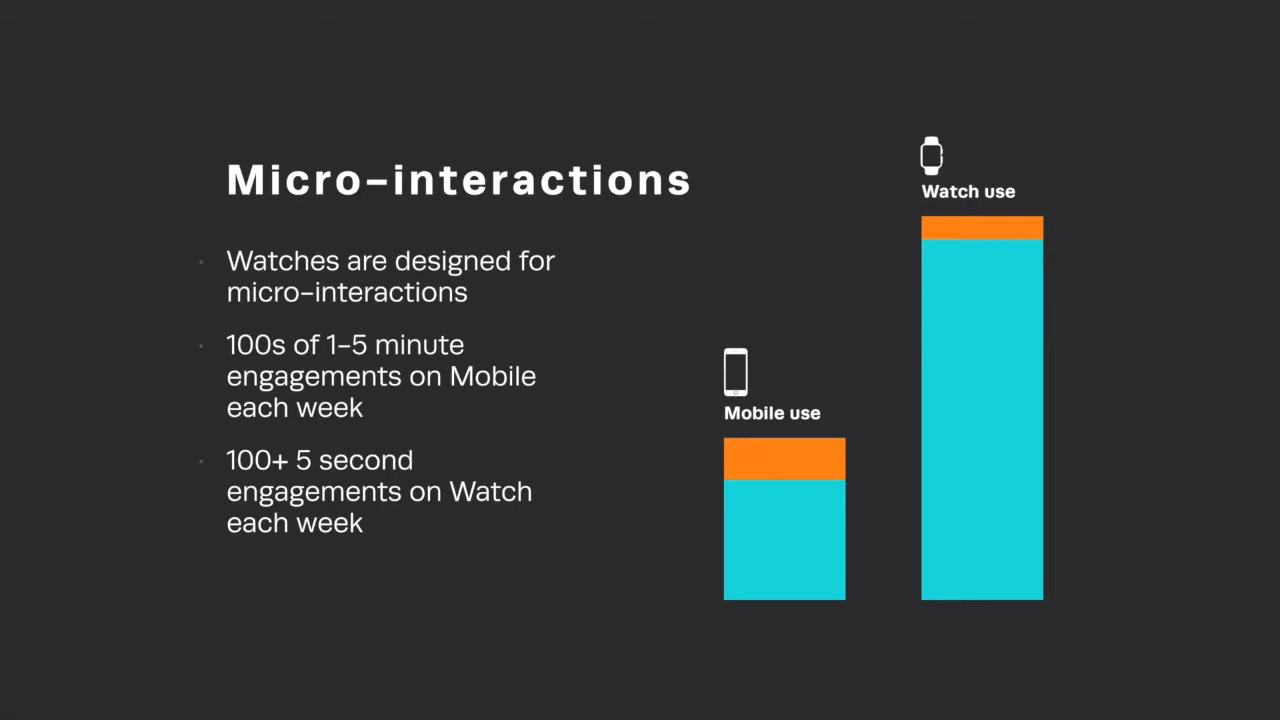 Micro-interactions
Watches are designed for
micro-interactions
100s of 1-5 minute
engagements on Mobile
each week
100+ 5 second
engagements on Watch
each week
Mobile use
Watch use